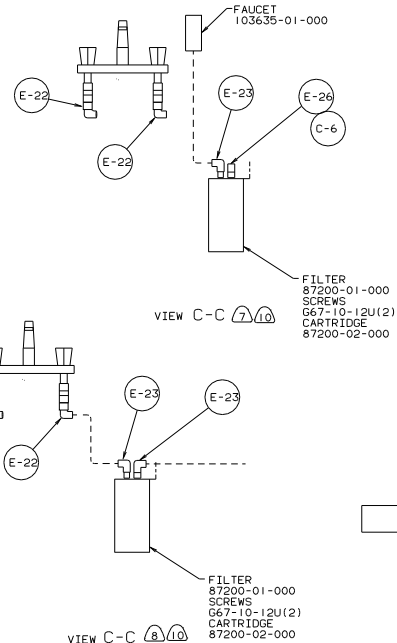 FAUCET
103635-01-000
E-22
E-23
E-26
C-6
E-22
FILTER
87200-01-000
SCREWS
G67-10-12U(2)
CARTRIDGE
87200-02-000
VIEW C-C 7 10
E-23
E-23
E-22
FILTER
87200-01-000
SCREWS
G67-10-12U(2)
CARTRIDGE
87200-02-000
VIEW C-C 8 10